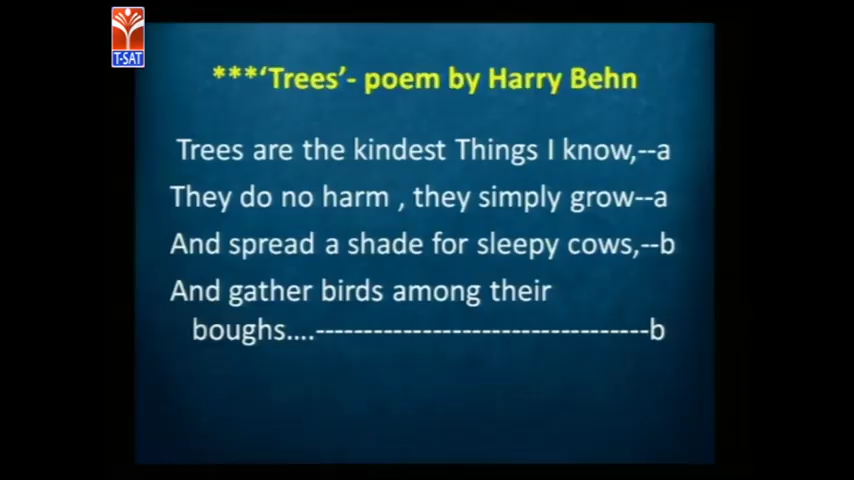 T-SAT
***‘Trees’- poem by Harry Behn
Trees are the kindest Things I know,--a
They do no harm , they simply grow--a
And spread a shade for sleepy cows,--b
And gather birds among their
boughs....-----------------------------------b